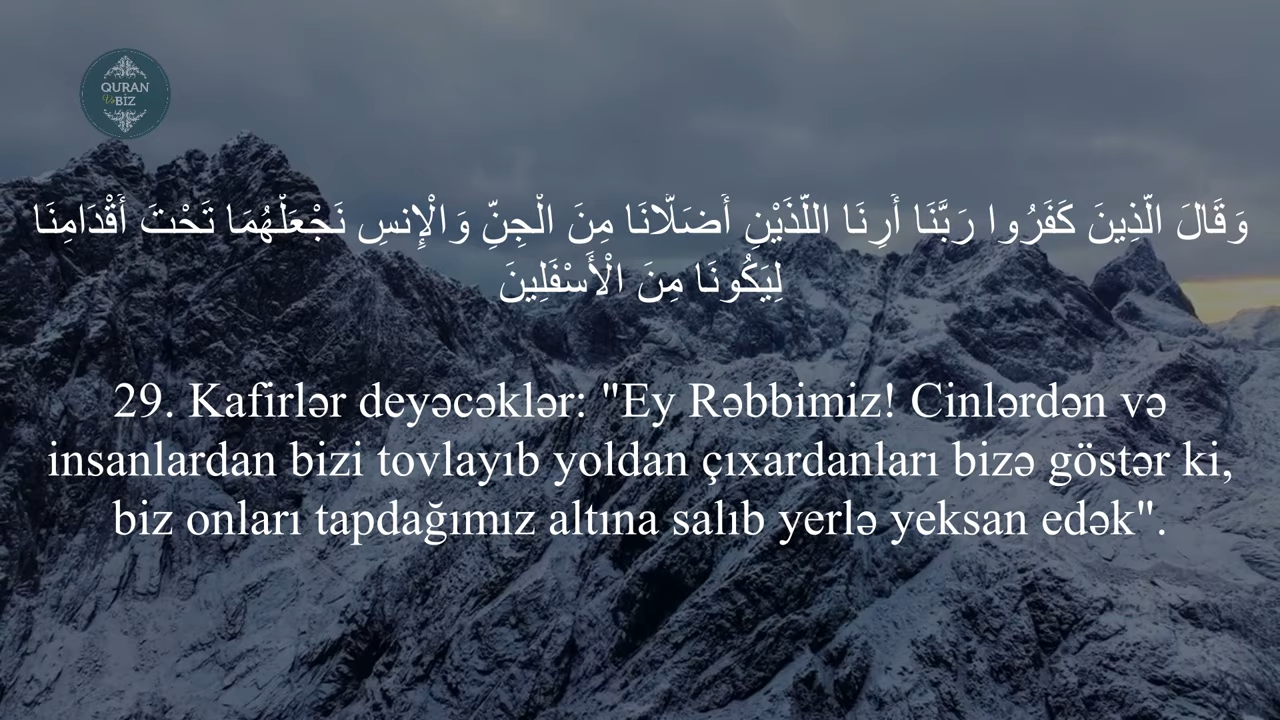 QURAN
Və BİZ
وَقَالَ الَّذِينَ كَفَرُوا رَبَّنَا أَرِنَا اللَّذَيْنِ أَضَلَّانَا مِنَ الْجِنِّ وَالْإِنسِ نَجْعَلْهُمَا تَحْتَ أَقْدَامِنَا
لِيَكُونَا مِنَ الْأَسْفَلِينَ
29. Kafirlər deyəcəklər: "Ey Rəbbimiz! Cinlərdən və
insanlardan bizi tovlayıb yoldan çıxardanları bizə göstər ki,
biz onları tapdağımız altına salıb yerlə yeksan edək".